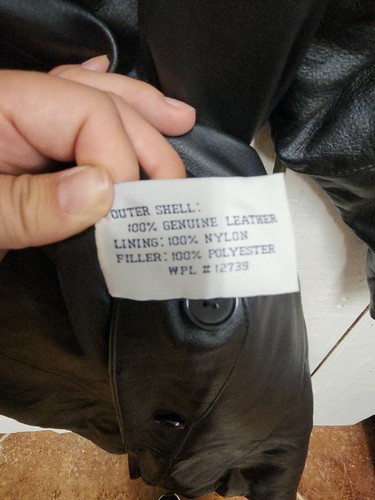 OUTER SHELL:
100% GENUINE LEATHER
LINING: 100% NYLON
FILLER: 100% POLYESTER
WPL # 12739